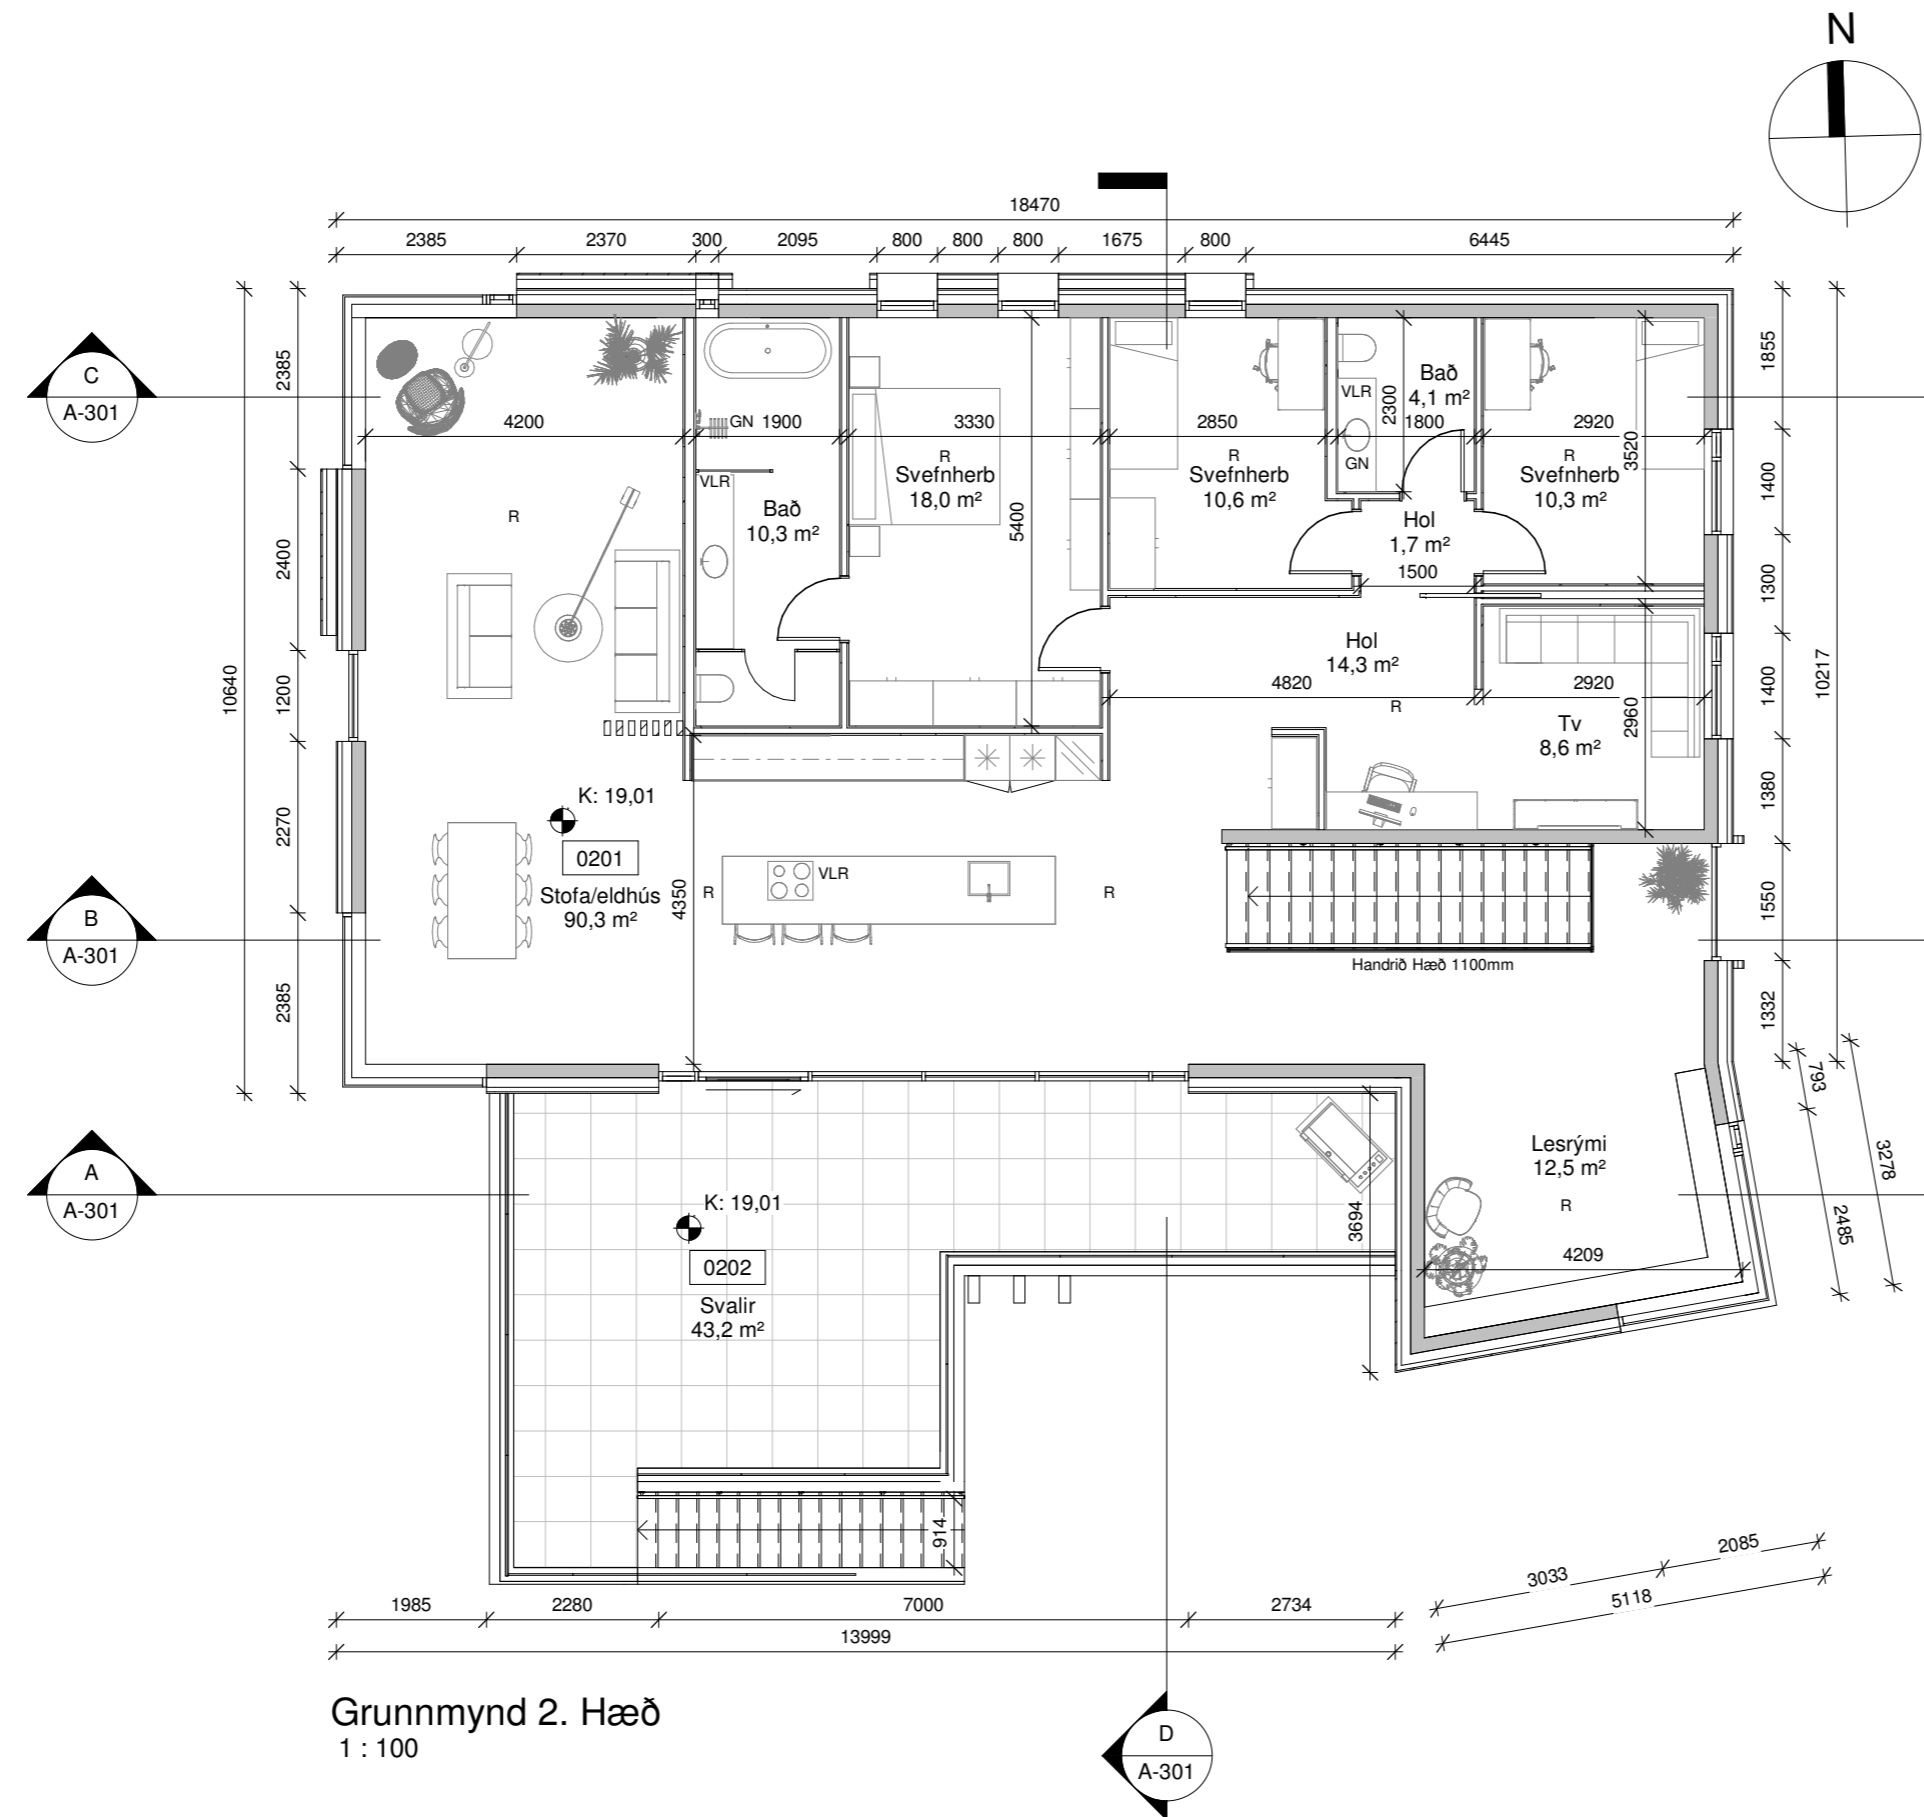 N
18470
2385 2370 300 2095 800 800 800 1675 800 6445
C
A-301
B
A-301
A
A-301
10640
2385
2400
1200
2270
2385
4200
GN 1900
3330
2850
2300
1800
2920
3520
VLR
Bað
4,1 m²
GN
R
Svefnherb
18,0 m²
R
Svefnherb
10,6 m²
R
Svefnherb
10,3 m²
VLR
Bað
10,3 m²
R
5400
Hol
1,7 m²
1500
Hol
14,3 m²
4820
R
2920
2960
Tv
8,6 m²
1855
1400
1300
1400
1380
1550
1332
10217
793
2485
3278
K: 19,01
0201
Stofa/eldhús
90,3 m²
4350
R
VLR
R
Handrið Hæð 1100mm
Lesrými
12,5 m²
R
4209
3694
K: 19,01
0202
Svalir
43,2 m²
914
1985 2280 7000 2734
13999
3033 2085
5118
Grunnmynd 2. Hæð
1 : 100
D
A-301